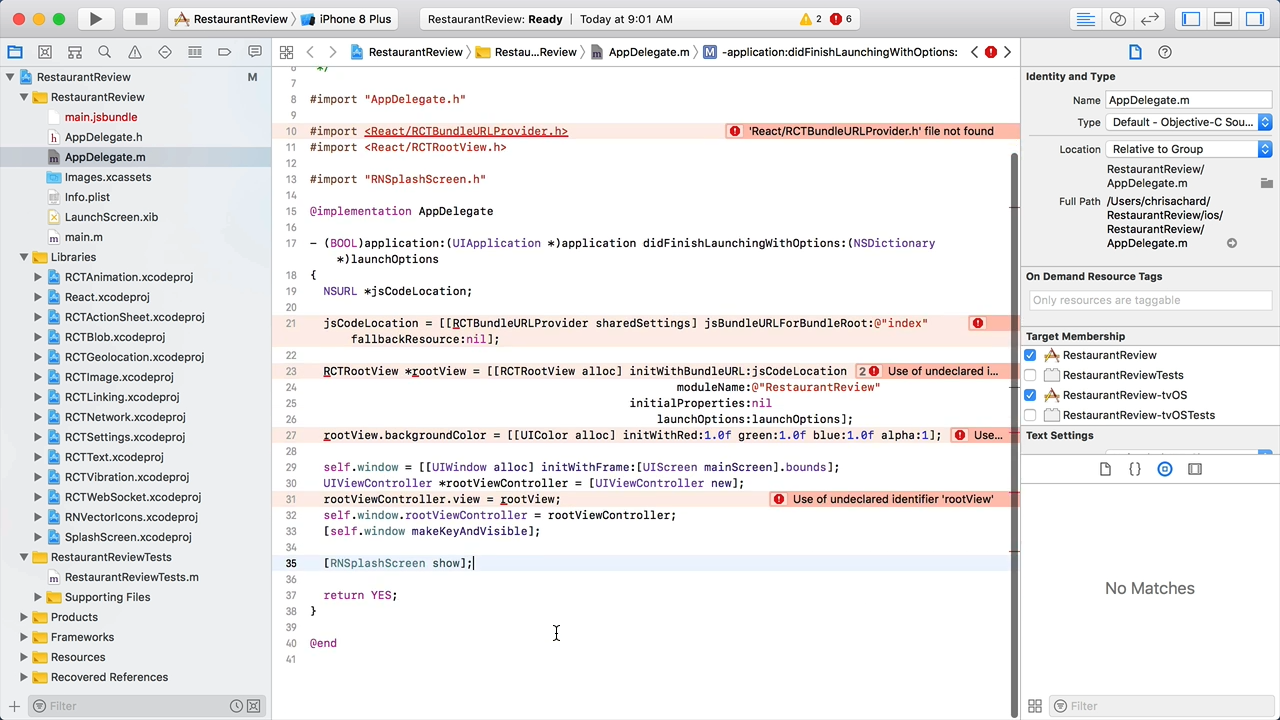 RestaurantReview
iPhone 8 Plus
RestaurantReview: Ready | Today at 9:01 AM
2
6
RestaurantReview
Restau...Review
AppDelegate.m
M
-application:didFinishLaunchingWithOptions:
RestaurantReview
M
RestaurantReview
main.jsbundle
AppDelegate.h
AppDelegate.m
Images.xcassets
Info.plist
LaunchScreen.xib
main.m
Libraries
RCTAnimation.xcodeproj
React.xcodeproj
RCTActionSheet.xcodeproj
RCTBlob.xcodeproj
RCTGeolocation.xcodeproj
RCTImage.xcodeproj
RCTLinking.xcodeproj
RCTNetwork.xcodeproj
RCTSettings.xcodeproj
RCTText.xcodeproj
RCTVibration.xcodeproj
RCTWebSocket.xcodeproj
RNVectorIcons.xcodeproj
SplashScreen.xcodeproj
RestaurantReviewTests
RestaurantReviewTests.m
Supporting Files
Products
Frameworks
Resources
Recovered References
Filter
6 */
7
8 #import "AppDelegate.h"
9
10 #import <React/RCTBundleURLProvider.h> 'React/RCTBundleURLProvider.h' file not found
11 #import <React/RCTRootView.h>
12
13 #import "RNSplashScreen.h"
14
15 @implementation AppDelegate
16
17 - (BOOL)application:(UIApplication *)application didFinishLaunchingWithOptions:(NSDictionary
*)launchOptions
18 {
19 NSURL *jsCodeLocation;
20
21 jsCodeLocation = [[RCTBundleURLProvider sharedSettings] jsBundleURLForBundleRoot:@"index"
fallbackResource:nil];
22
23 RCTRootView *rootView = [[RCTRootView alloc] initWithBundleURL:jsCodeLocation 2 Use of undeclared i...
24 moduleName:@"RestaurantReview"
25 initialProperties:nil
26 launchOptions:launchOptions];
27 rootView.backgroundColor = [[UIColor alloc] initWithRed:1.0f green:1.0f blue:1.0f alpha:1]; Use...
28
29 self.window = [[UIWindow alloc] initWithFrame:[UIScreen mainScreen].bounds];
30 UIViewController *rootViewController = [UIViewController new];
31 rootViewController.view = rootView; Use of undeclared identifier 'rootView'
32 self.window.rootViewController = rootViewController;
33 [self.window makeKeyAndVisible];
34
35 [RNSplashScreen show];
36
37 return YES;
38 }
39
40 @end
41
Identity and Type
Name AppDelegate.m
Type Default - Objective-C Sou...
Location Relative to Group
RestaurantReview/
AppDelegate.m
Full Path /Users/chrisachard/
RestaurantReview/ios/
RestaurantReview/
AppDelegate.m
On Demand Resource Tags
Only resources are taggable
Target Membership
RestaurantReview
RestaurantReviewTests
RestaurantReview-tvOS
RestaurantReview-tvOSTests
Text Settings
{}
No Matches
Filter